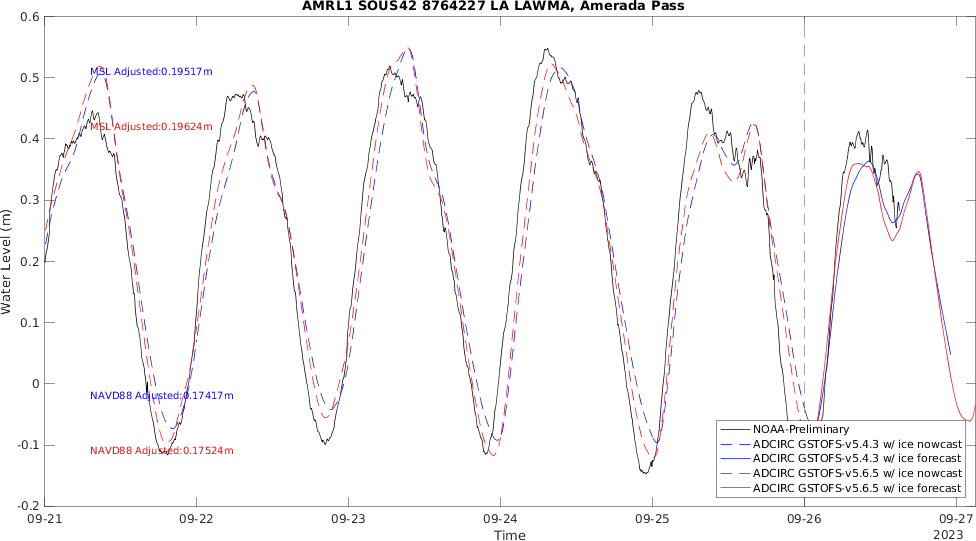 AMRL1 SOUS42 8764227 LA LAWMA, Amerada Pass
0.6
0.5
0.4
0.3
0.2
0.1
0
-0.1
-0.2
Water Level (m)
MSL Adjusted:0.19517m
MSL Adjusted:0.19624m
NAVD88 Adjusted:0.17417m
NAVD88 Adjusted:0.17524m
NOAA-Preliminary
ADCIRC GSTOFS-v5.4.3 w/ ice nowcast
ADCIRC GSTOFS-v5.4.3 w/ ice forecast
ADCIRC GSTOFS-v5.6.5 w/ ice nowcast
ADCIRC GSTOFS-v5.6.5 w/ ice forecast
09-21 09-22 09-23 09-24 09-25 09-26 09-27
2023
Time